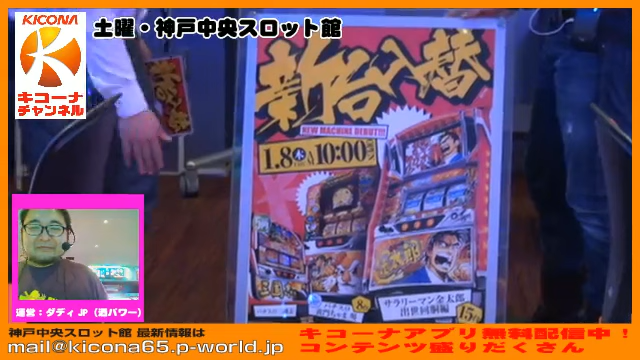 KICONA
キコーナ
チャンネル
土曜・神戸中央スロット館
新台入替
NEW MACHINE DEBUT!!!
1.8 木 10:00
サラリーマン金太郎
出世回胴編
15
8
運営：ダディJP（酒パワー）
神戸中央スロット館 最新情報は
mail@kicona65.p-world.jp
キコーナアプリ無料配信中！
コンテンツ盛りだくさん